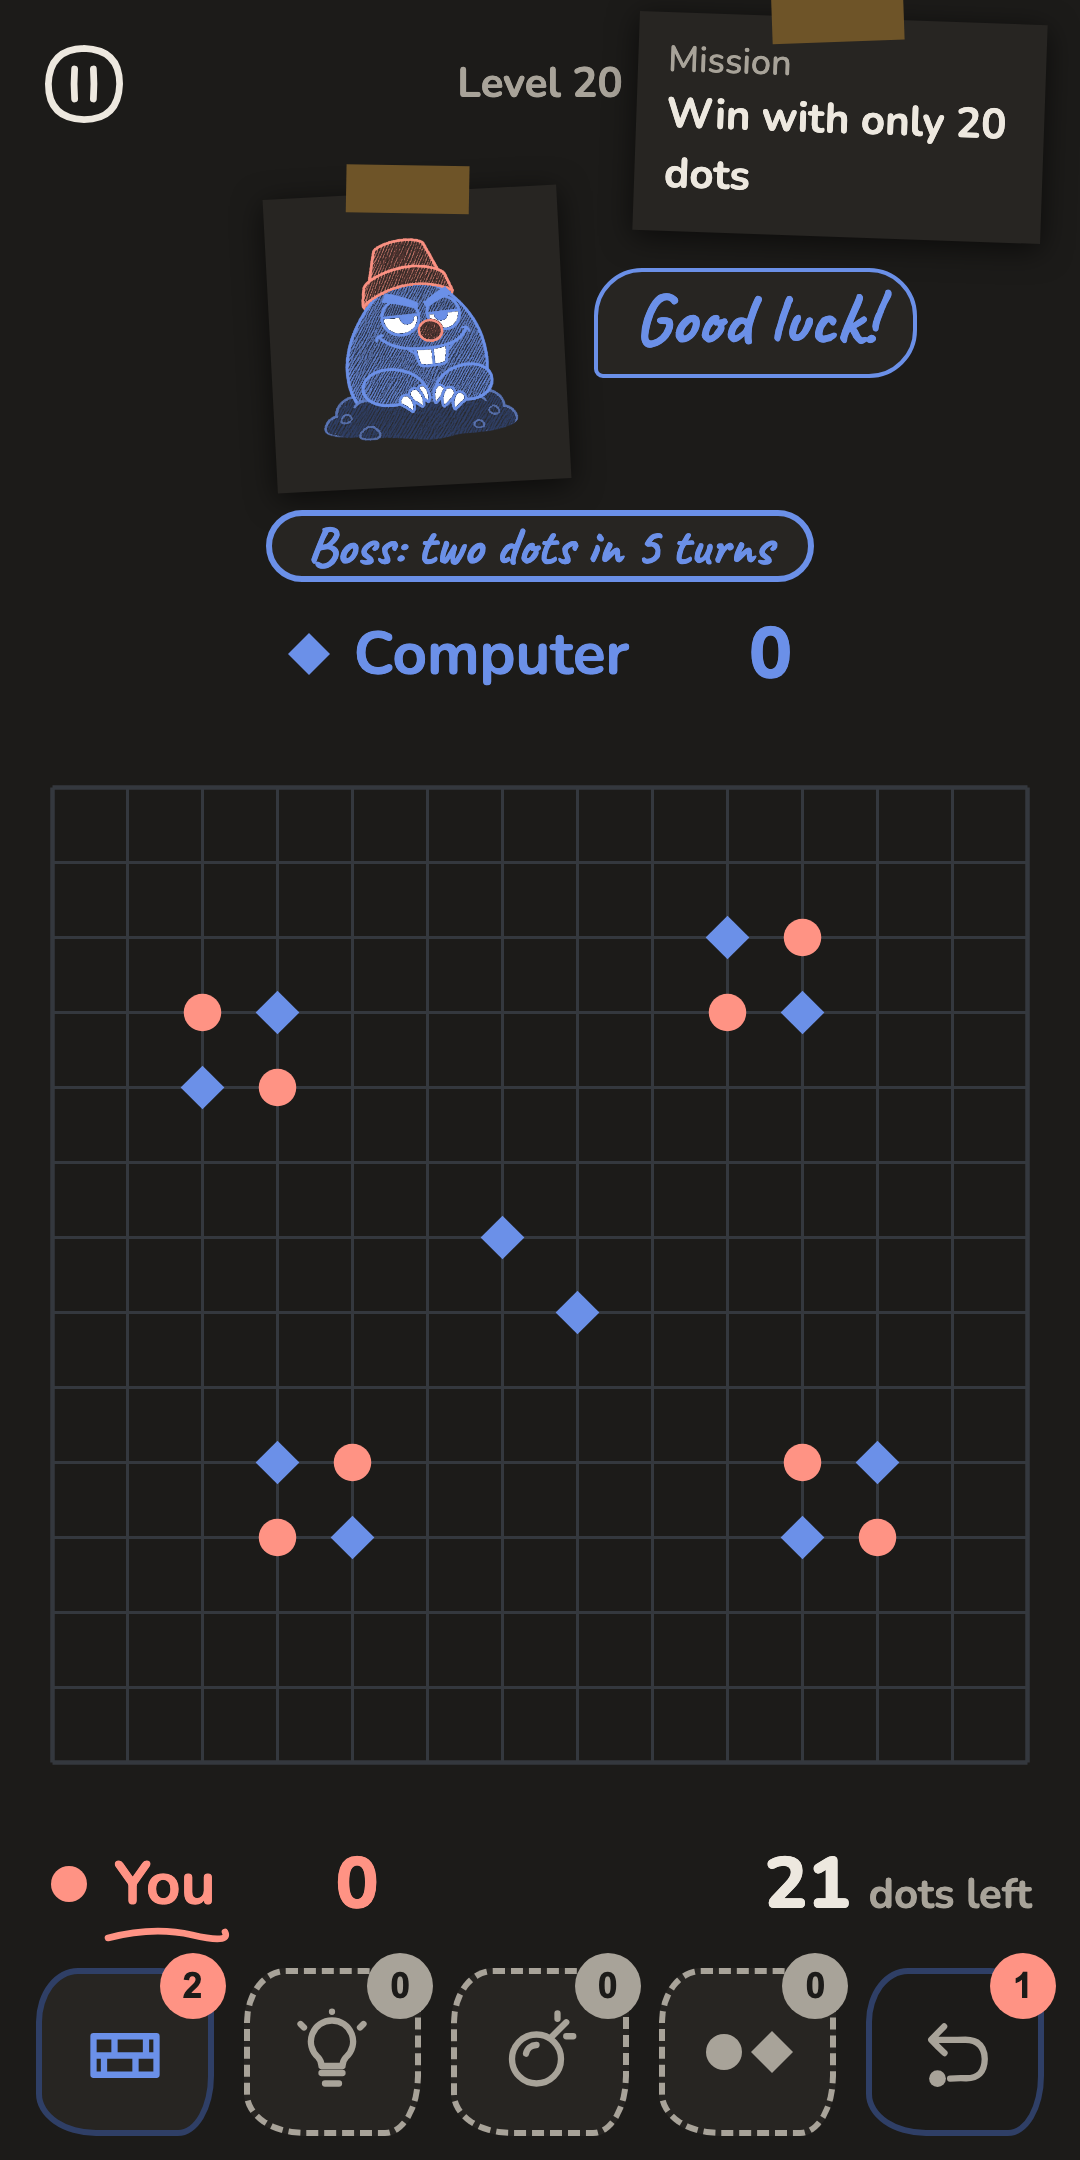 Level 20
Mission
Win with only 20
dots
Good luck!
Boss: two dots in 5 turns
Computer 0
You 0 21 dots left
2 0 0 0 1